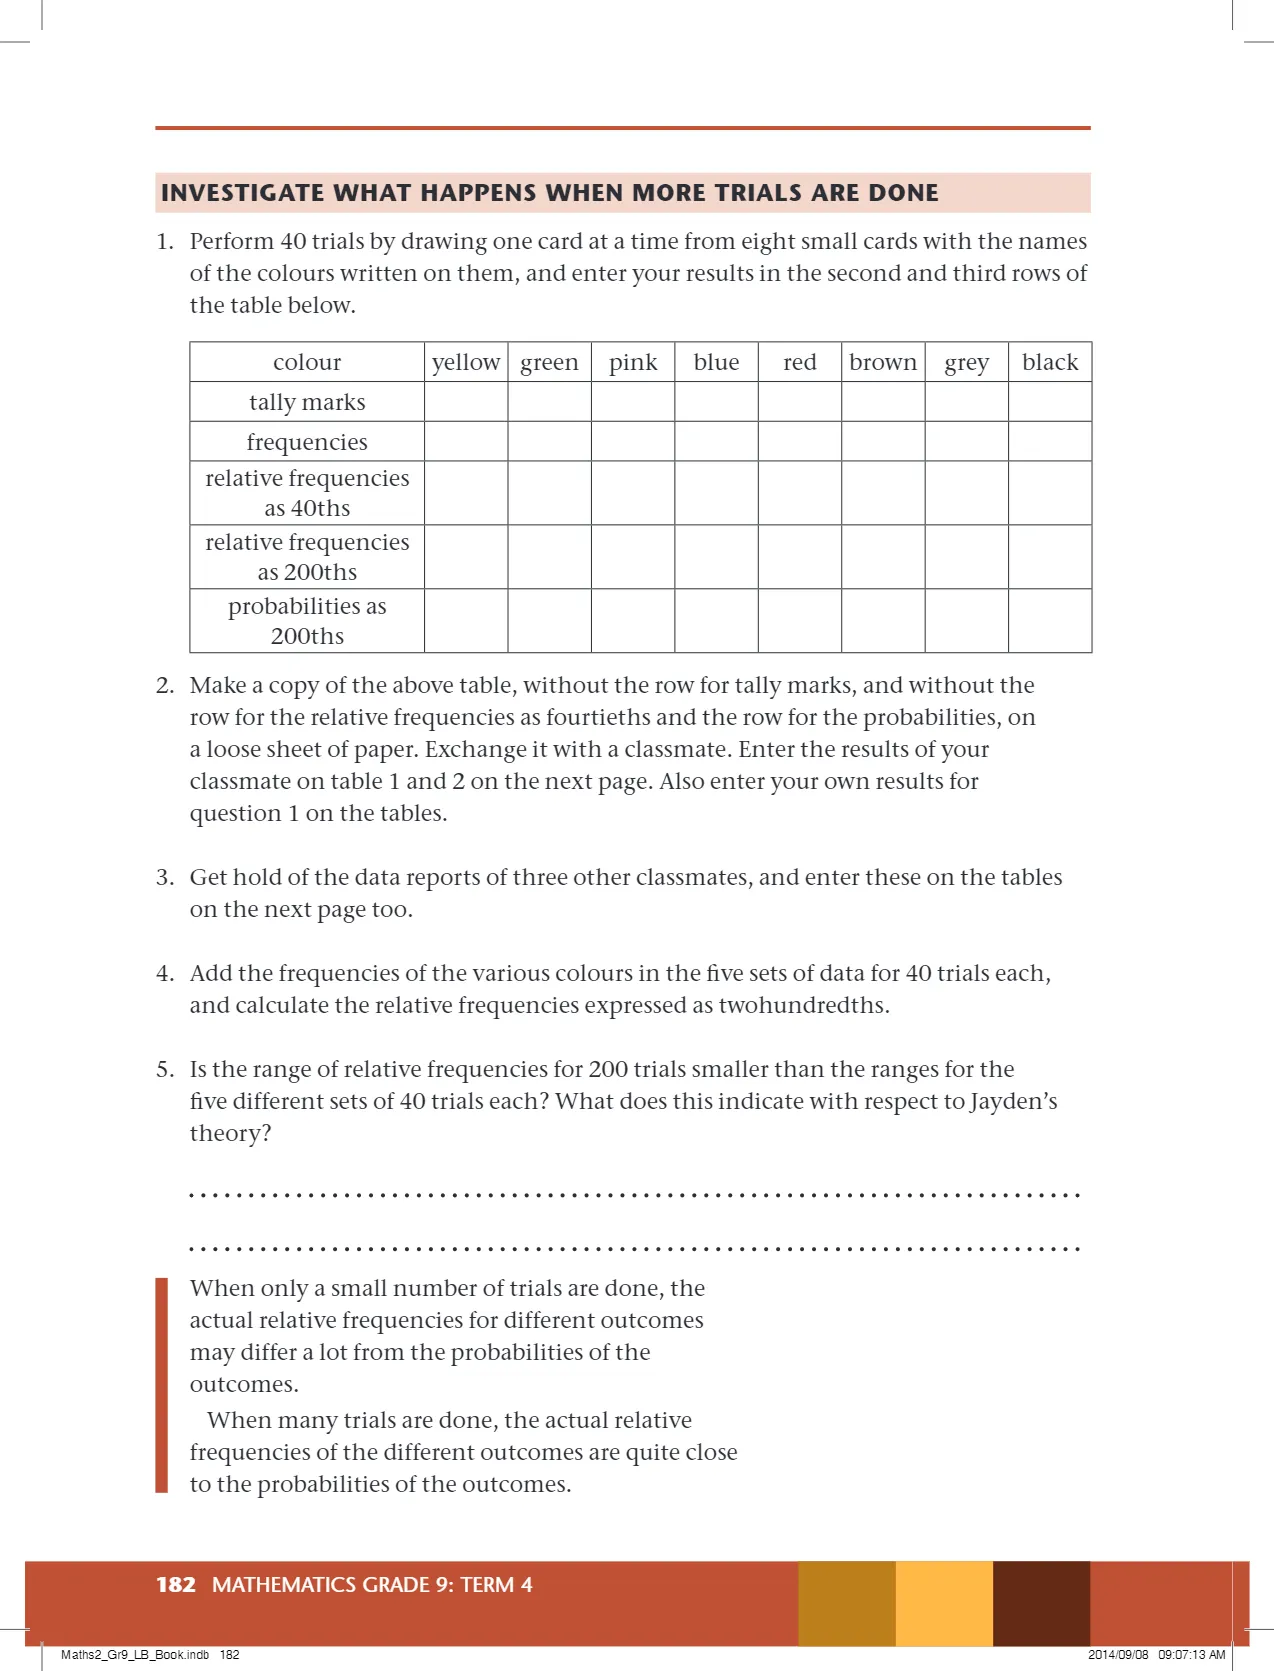 INVESTIGATE WHAT HAPPENS WHEN MORE TRIALS ARE DONE
1. Perform 40 trials by drawing one card at a time from eight small cards with the names
of the colours written on them, and enter your results in the second and third rows of
the table below.
colour yellow green pink blue red brown grey black
tally marks
frequencies
relative frequencies
as 40ths
relative frequencies
as 200ths
probabilities as
200ths
2. Make a copy of the above table, without the row for tally marks, and without the
row for the relative frequencies as fourtieths and the row for the probabilities, on
a loose sheet of paper. Exchange it with a classmate. Enter the results of your
classmate on table 1 and 2 on the next page. Also enter your own results for
question 1 on the tables.
3. Get hold of the data reports of three other classmates, and enter these on the tables
on the next page too.
4. Add the frequencies of the various colours in the five sets of data for 40 trials each,
and calculate the relative frequencies expressed as twohundredths.
5. Is the range of relative frequencies for 200 trials smaller than the ranges for the
five different sets of 40 trials each? What does this indicate with respect to Jayden’s
theory?
When only a small number of trials are done, the
actual relative frequencies for different outcomes
may differ a lot from the probabilities of the
outcomes.
When many trials are done, the actual relative
frequencies of the different outcomes are quite close
to the probabilities of the outcomes.
182 MATHEMATICS GRADE 9: TERM 4
Maths2_Gr9_LB_Book.indb 182 2014/09/08 09:07:13 AM